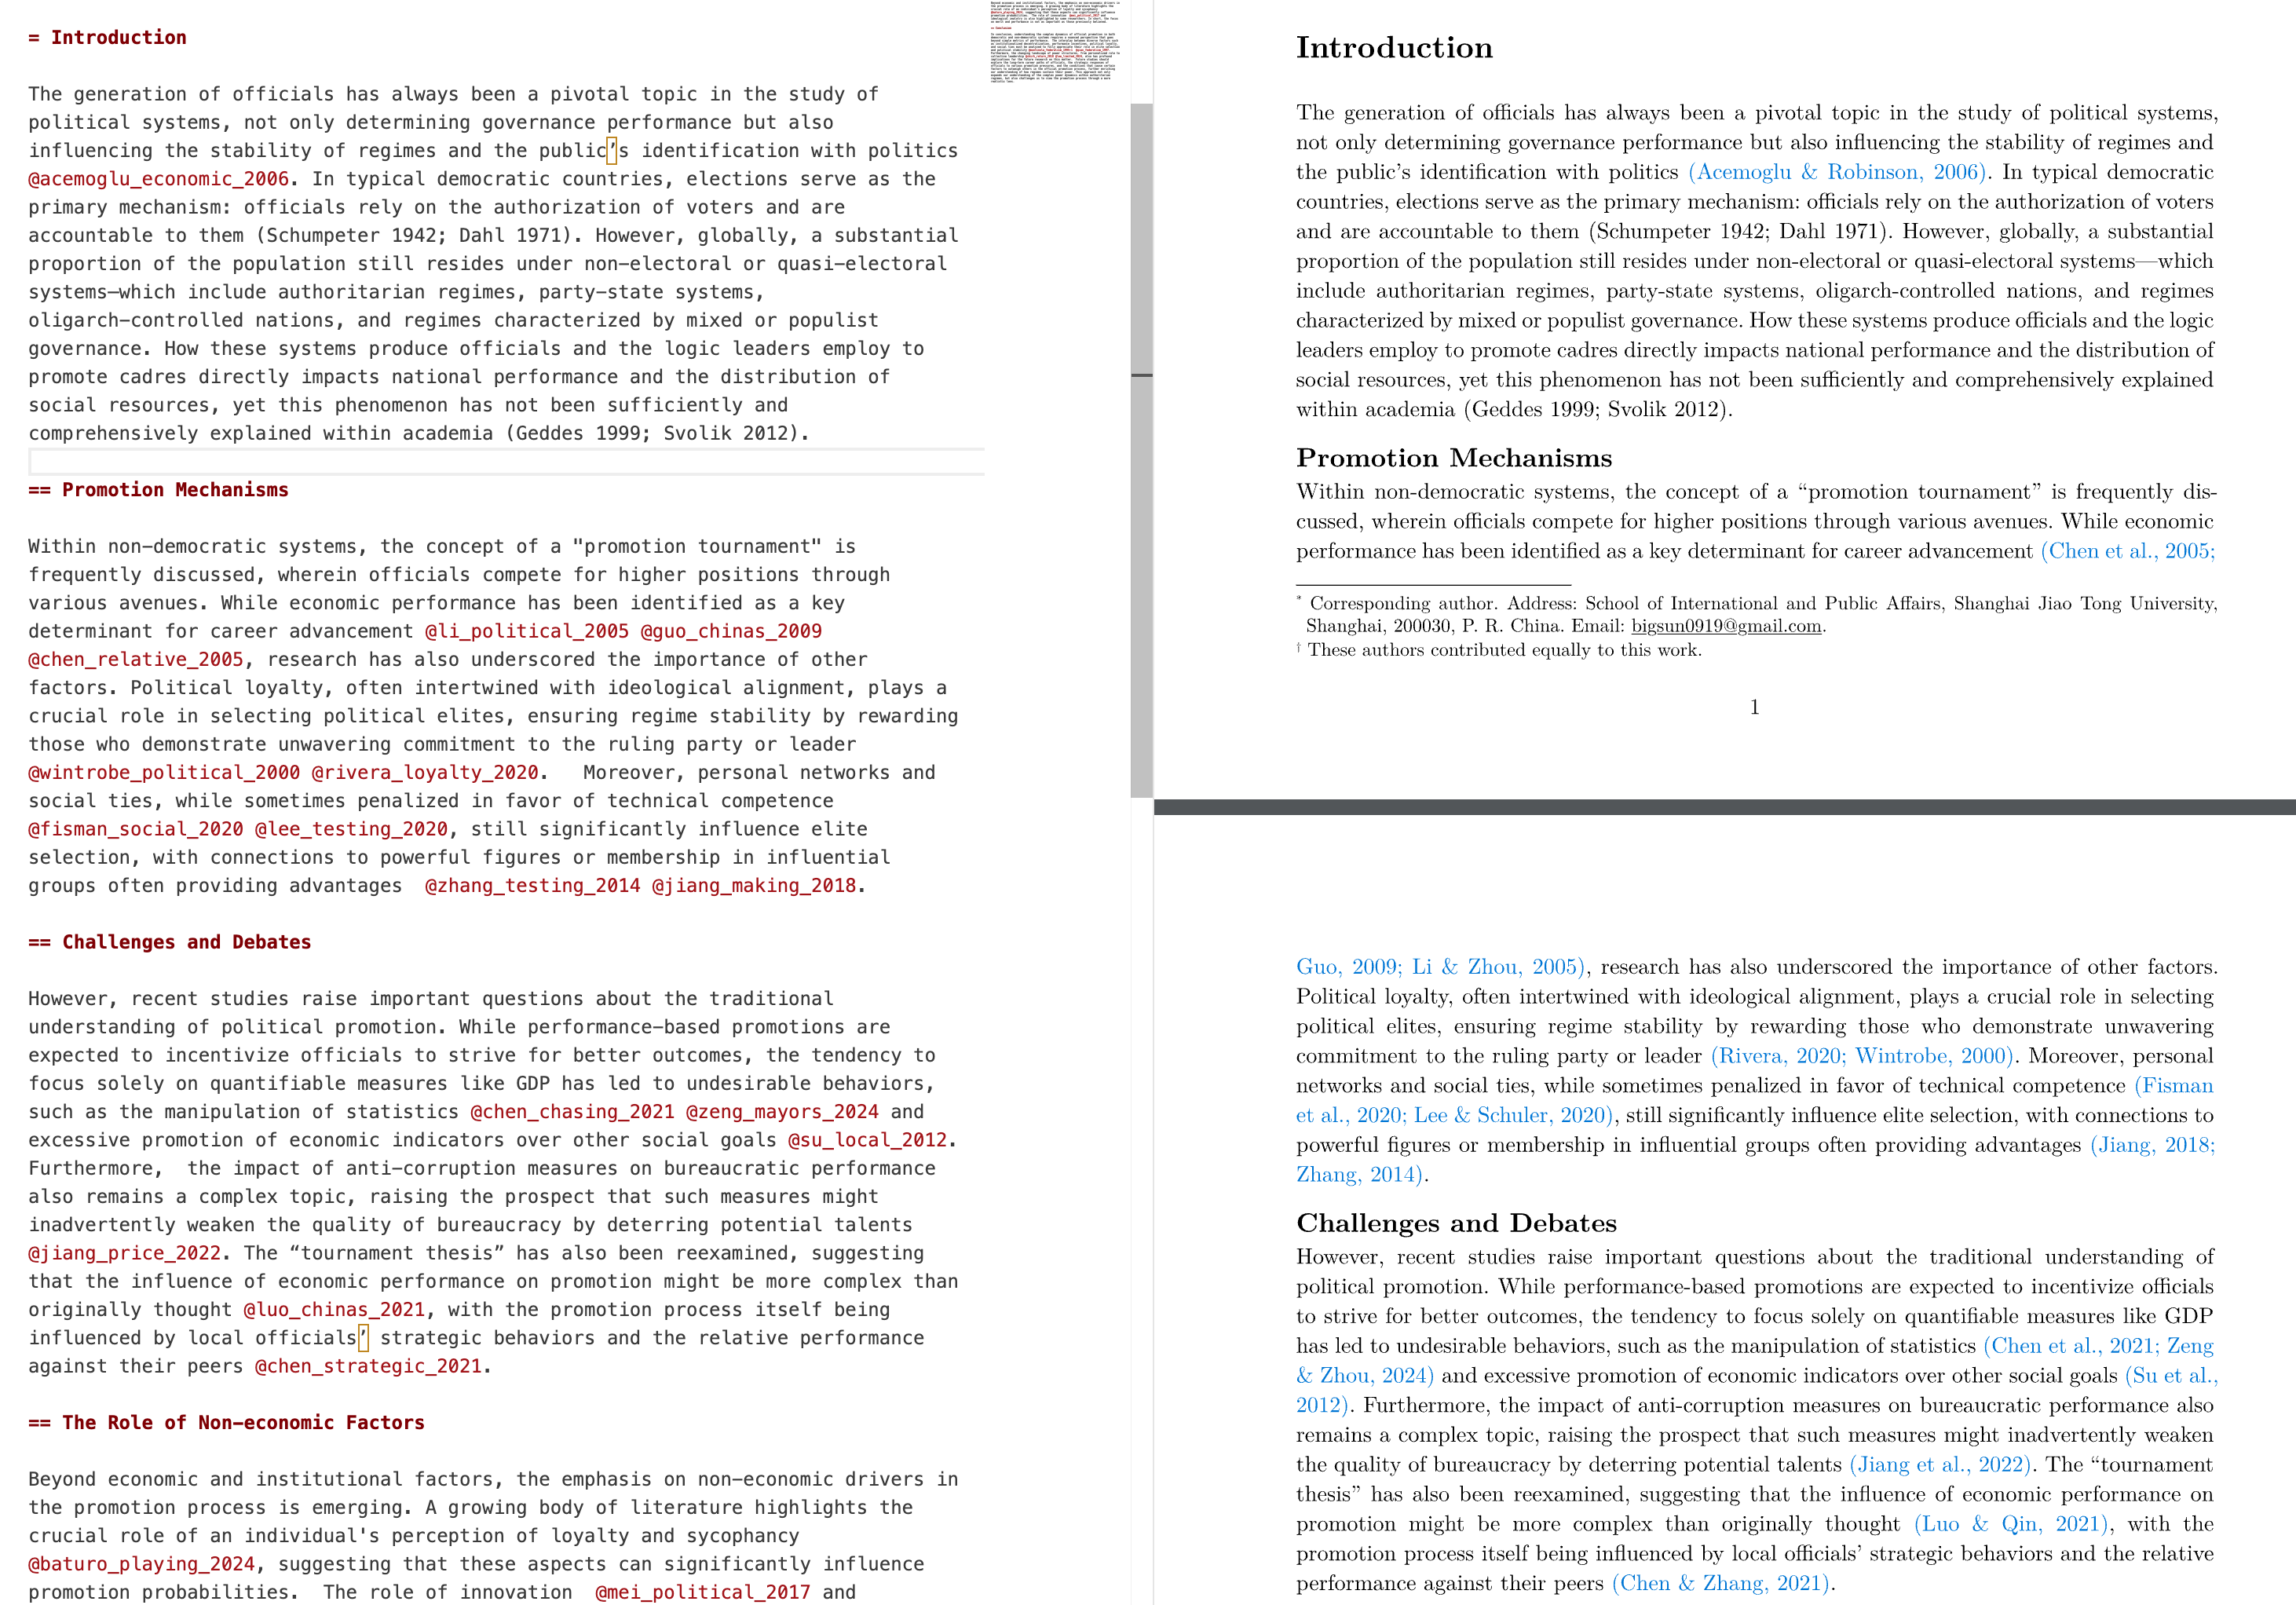 = Introduction
The generation of officials has always been a pivotal topic in the study of
political systems, not only determining governance performance but also
influencing the stability of regimes and the public’s identification with politics
@acemoglu_economic_2006. In typical democratic countries, elections serve as the
primary mechanism: officials rely on the authorization of voters and are
accountable to them (Schumpeter 1942; Dahl 1971). However, globally, a substantial
proportion of the population still resides under non-electoral or quasi-electoral
systems—which include authoritarian regimes, party-state systems,
oligarch-controlled nations, and regimes characterized by mixed or populist
governance. How these systems produce officials and the logic leaders employ to
promote cadres directly impacts national performance and the distribution of
social resources, yet this phenomenon has not been sufficiently and
comprehensively explained within academia (Geddes 1999; Svolik 2012).
== Promotion Mechanisms
Within non-democratic systems, the concept of a "promotion tournament" is
frequently discussed, wherein officials compete for higher positions through
various avenues. While economic performance has been identified as a key
determinant for career advancement @li_political_2005 @guo_chinas_2009
@chen_relative_2005, research has also underscored the importance of other
factors. Political loyalty, often intertwined with ideological alignment, plays a
crucial role in selecting political elites, ensuring regime stability by rewarding
those who demonstrate unwavering commitment to the ruling party or leader
@wintrobe_political_2000 @rivera_loyalty_2020.   Moreover, personal networks and
social ties, while sometimes penalized in favor of technical competence
@fisman_social_2020 @lee_testing_2020, still significantly influence elite
selection, with connections to powerful figures or membership in influential
groups often providing advantages  @zhang_testing_2014 @jiang_making_2018.
== Challenges and Debates
However, recent studies raise important questions about the traditional
understanding of political promotion. While performance-based promotions are
expected to incentivize officials to strive for better outcomes, the tendency to
focus solely on quantifiable measures like GDP has led to undesirable behaviors,
such as the manipulation of statistics @chen_chasing_2021 @zeng_mayors_2024 and
excessive promotion of economic indicators over other social goals @su_local_2012.
Furthermore,  the impact of anti-corruption measures on bureaucratic performance
also remains a complex topic, raising the prospect that such measures might
inadvertently weaken the quality of bureaucracy by deterring potential talents
@jiang_price_2022. The “tournament thesis” has also been reexamined, suggesting
that the influence of economic performance on promotion might be more complex than
originally thought @luo_chinas_2021, with the promotion process itself being
influenced by local officials’ strategic behaviors and the relative performance
against their peers @chen_strategic_2021.
== The Role of Non-economic Factors
Beyond economic and institutional factors, the emphasis on non-economic drivers in
the promotion process is emerging. A growing body of literature highlights the
crucial role of an individual's perception of loyalty and sycophancy
@baturo_playing_2024, suggesting that these aspects can significantly influence
promotion probabilities.  The role of innovation  @mei_political_2017 and
Introduction
The generation of officials has always been a pivotal topic in the study of political systems,
not only determining governance performance but also influencing the stability of regimes and
the public’s identification with politics (Acemoglu & Robinson, 2006). In typical democratic
countries, elections serve as the primary mechanism: officials rely on the authorization of voters
and are accountable to them (Schumpeter 1942; Dahl 1971). However, globally, a substantial
proportion of the population still resides under non-electoral or quasi-electoral systems—which
include authoritarian regimes, party-state systems, oligarch-controlled nations, and regimes
characterized by mixed or populist governance. How these systems produce officials and the logic
leaders employ to promote cadres directly impacts national performance and the distribution of
social resources, yet this phenomenon has not been sufficiently and comprehensively explained
within academia (Geddes 1999; Svolik 2012).
Promotion Mechanisms
Within non-democratic systems, the concept of a “promotion tournament” is frequently dis-
cussed, wherein officials compete for higher positions through various avenues. While economic
performance has been identified as a key determinant for career advancement (Chen et al., 2005;
* Corresponding author. Address: School of International and Public Affairs, Shanghai Jiao Tong University,
Shanghai, 200030, P. R. China. Email: bigsun0919@gmail.com.
† These authors contributed equally to this work.
1
Guo, 2009; Li & Zhou, 2005), research has also underscored the importance of other factors.
Political loyalty, often intertwined with ideological alignment, plays a crucial role in selecting
political elites, ensuring regime stability by rewarding those who demonstrate unwavering
commitment to the ruling party or leader (Rivera, 2020; Wintrobe, 2000). Moreover, personal
networks and social ties, while sometimes penalized in favor of technical competence (Fisman
et al., 2020; Lee & Schuler, 2020), still significantly influence elite selection, with connections to
powerful figures or membership in influential groups often providing advantages (Jiang, 2018;
Zhang, 2014).
Challenges and Debates
However, recent studies raise important questions about the traditional understanding of
political promotion. While performance-based promotions are expected to incentivize officials
to strive for better outcomes, the tendency to focus solely on quantifiable measures like GDP
has led to undesirable behaviors, such as the manipulation of statistics (Chen et al., 2021; Zeng
& Zhou, 2024) and excessive promotion of economic indicators over other social goals (Su et al.,
2012). Furthermore, the impact of anti-corruption measures on bureaucratic performance also
remains a complex topic, raising the prospect that such measures might inadvertently weaken
the quality of bureaucracy by deterring potential talents (Jiang et al., 2022). The “tournament
thesis” has also been reexamined, suggesting that the influence of economic performance on
promotion might be more complex than originally thought (Luo & Qin, 2021), with the
promotion process itself being influenced by local officials’ strategic behaviors and the relative
performance against their peers (Chen & Zhang, 2021).